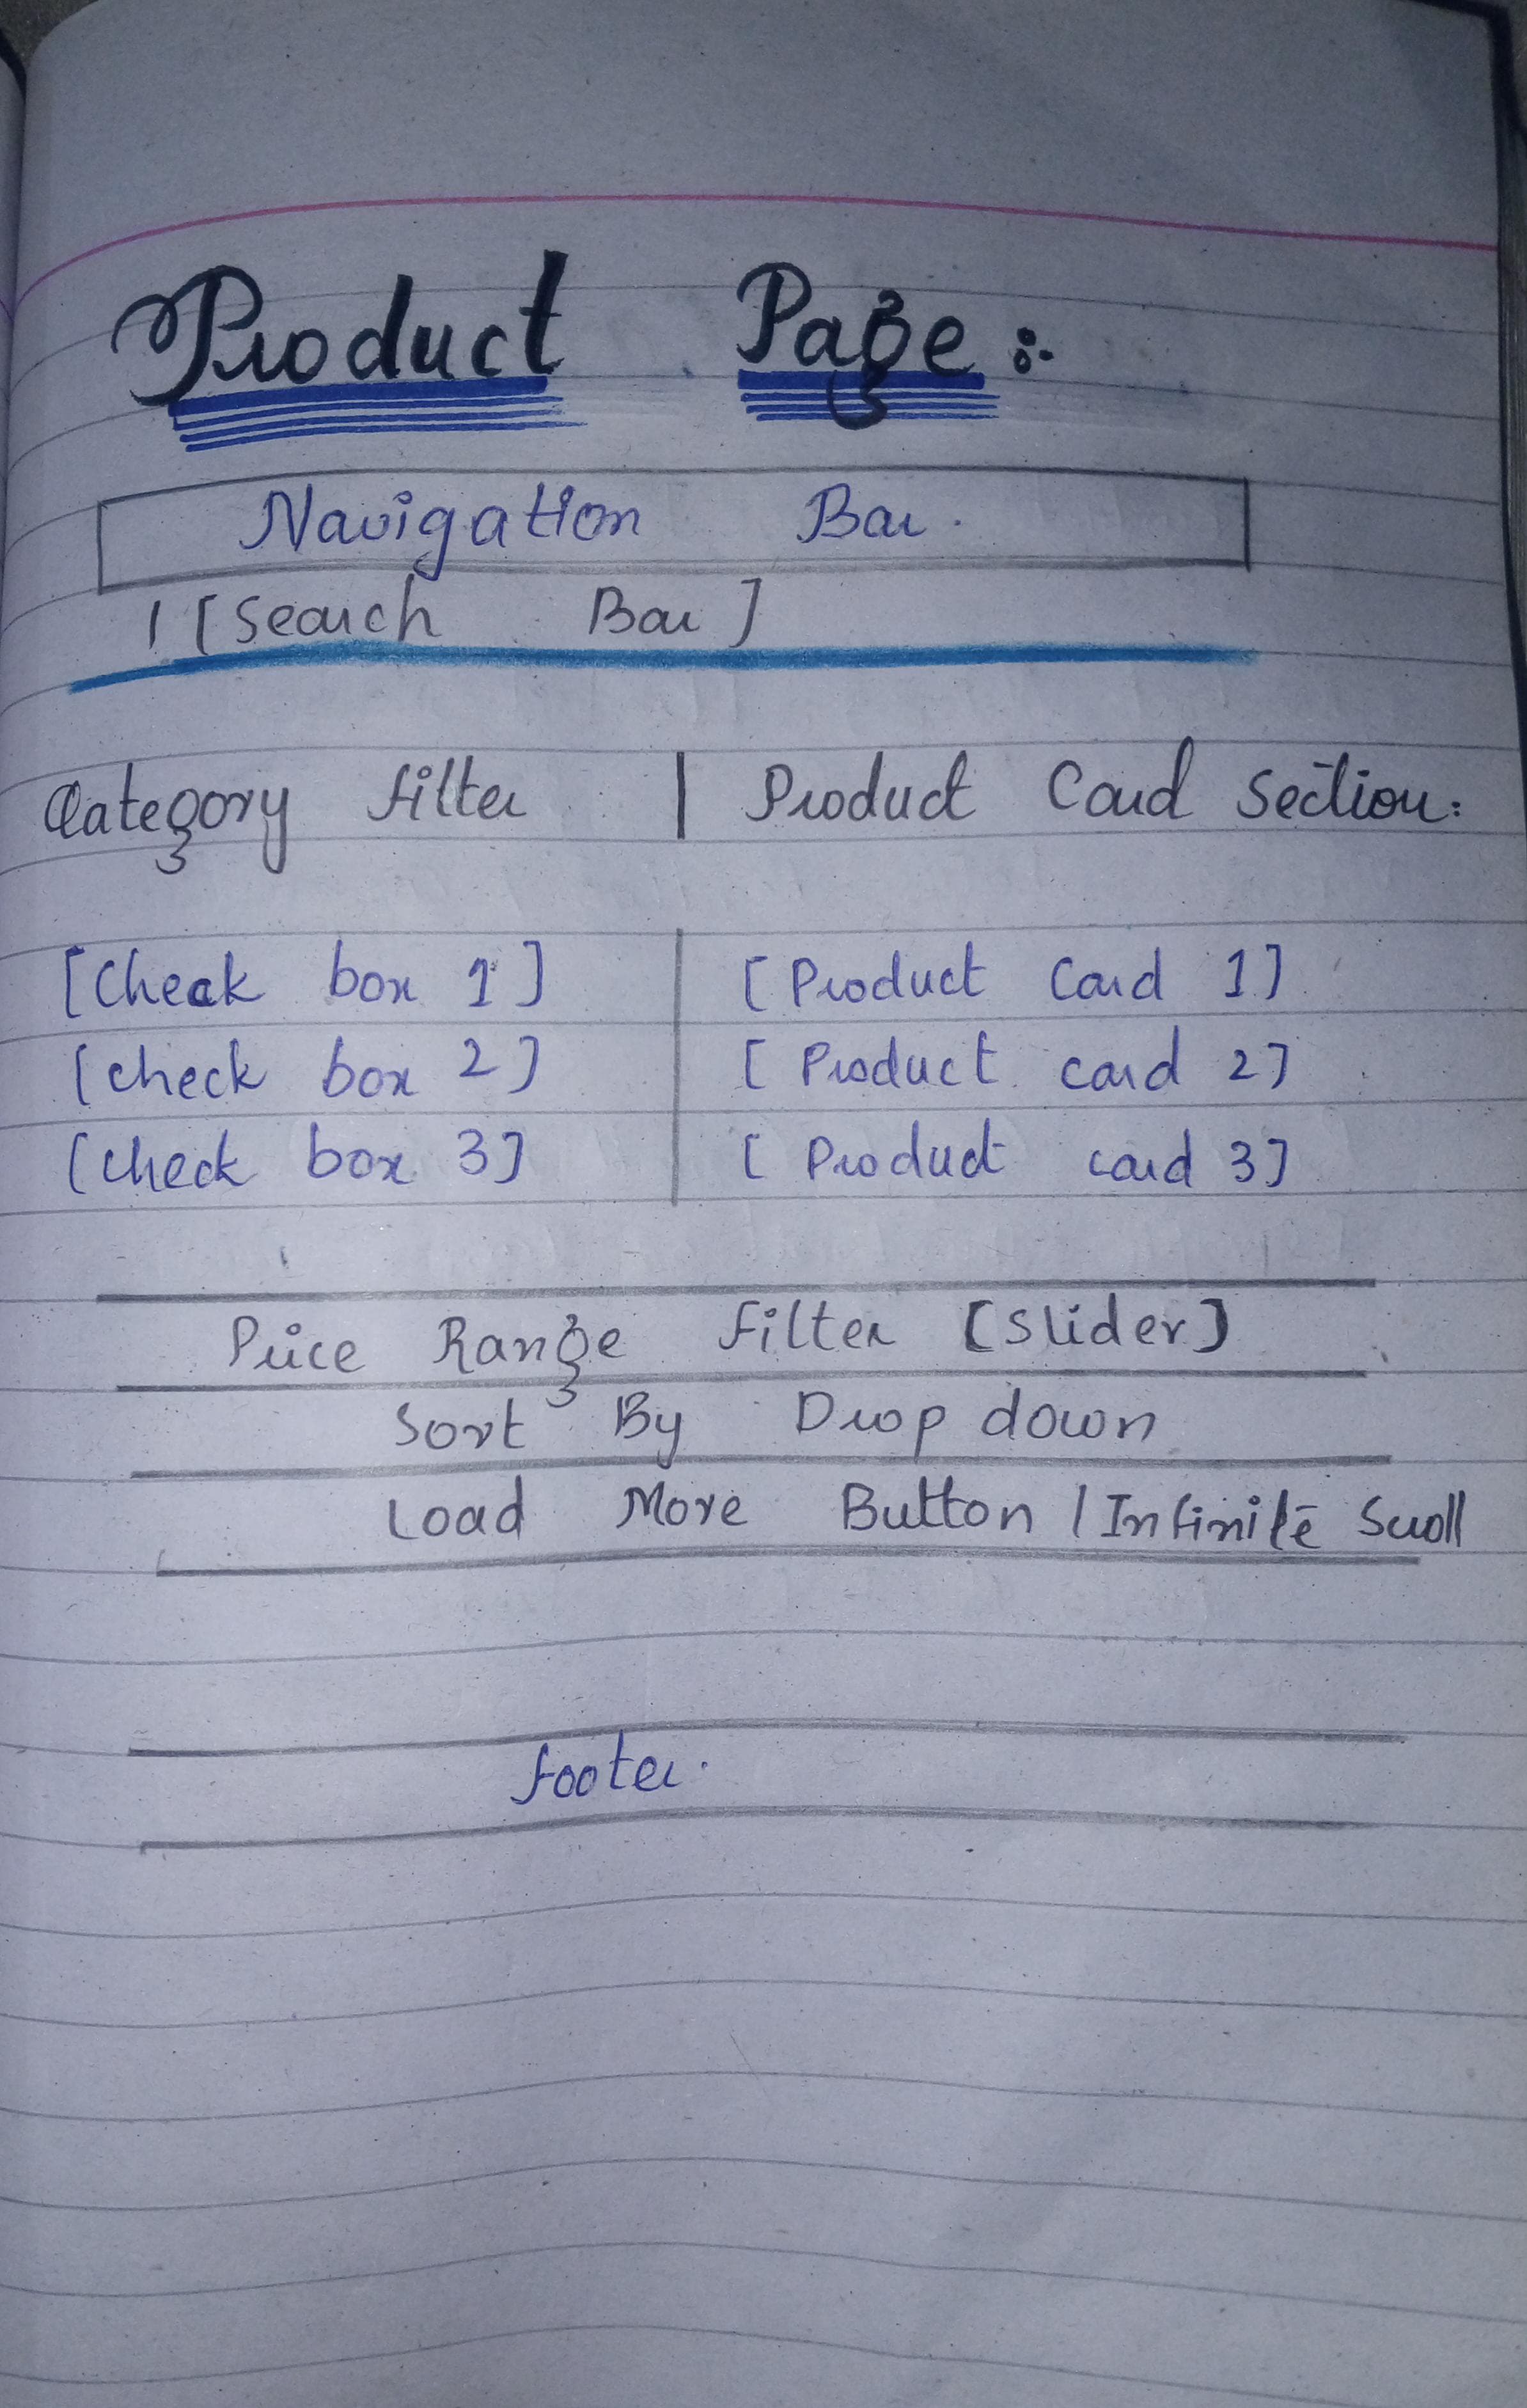 Product Page :-
Navigation Bar.
| [Search Bar]
Category filter | Product Card Section:
[Check box 1] | [Product Card 1]
[check box 2] | [Product card 2]
[check box 3] | [Product card 3]
Price Range filter [slider]
Sort By Drop down
Load More Button / Infinite Scroll
footer.